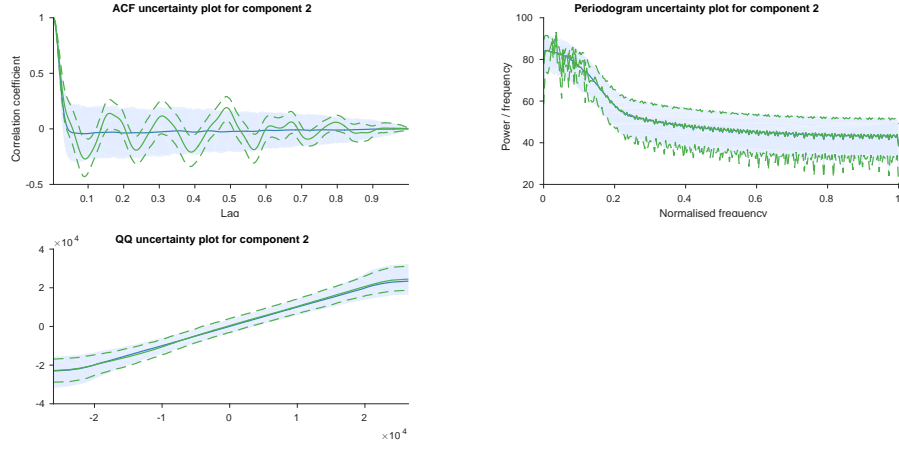 ACF uncertainty plot for component 2
1
0.5
0
-0.5
Correlation coefficient
0.1 0.2 0.3 0.4 0.5 0.6 0.7 0.8 0.9
Lag
Periodogram uncertainty plot for component 2
100
80
60
40
20
Power / frequency
0 0.2 0.4 0.6 0.8 1
Normalised frequency
QQ uncertainty plot for component 2
×10^4
4
2
0
-2
-4
-2 -1 0 1 2
×10^4